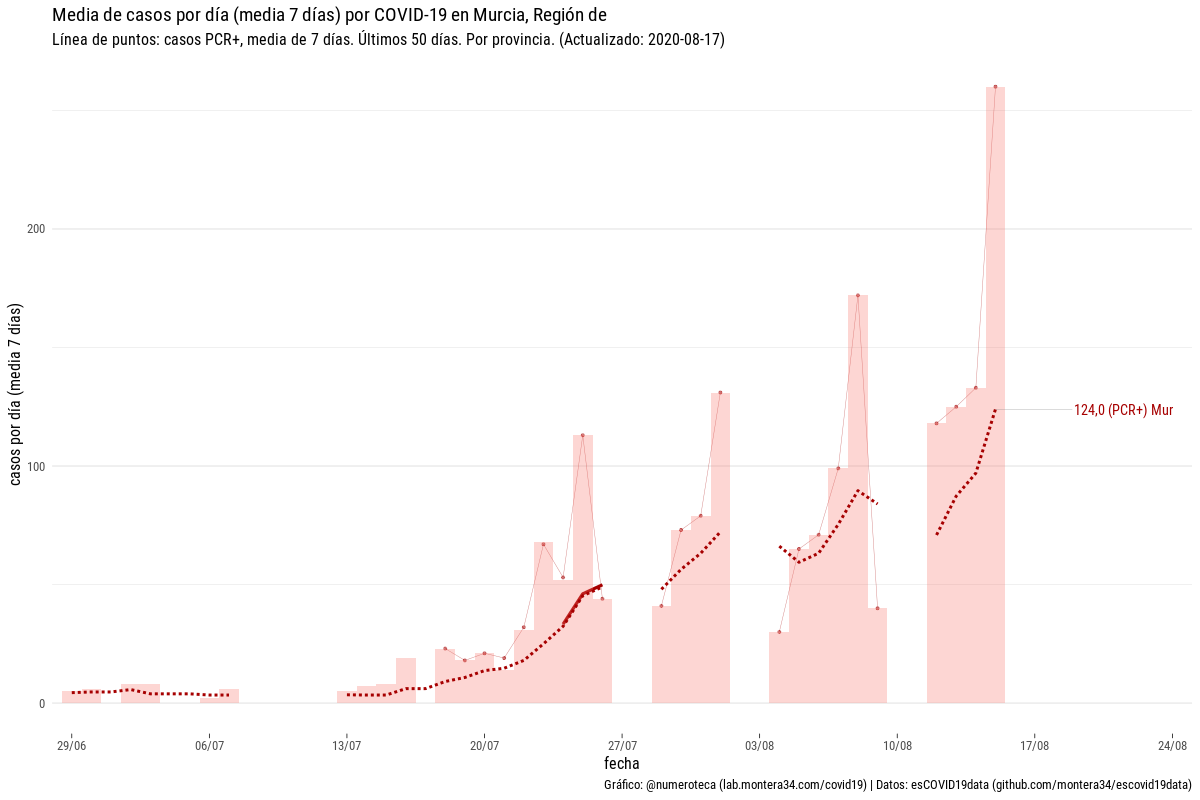 Media de casos por día (media 7 días) por COVID-19 en Murcia, Región de
Línea de puntos: casos PCR+, media de 7 días. Últimos 50 días. Por provincia. (Actualizado: 2020-08-17)
casos por día (media 7 días)
200
100
0
124,0 (PCR+) Mur
29/06
06/07
13/07
20/07
27/07
03/08
10/08
17/08
24/08
fecha
Gráfico: @numeroteca (lab.montera34.com/covid19) | Datos: esCOVID19data (github.com/montera34/escovid19data)